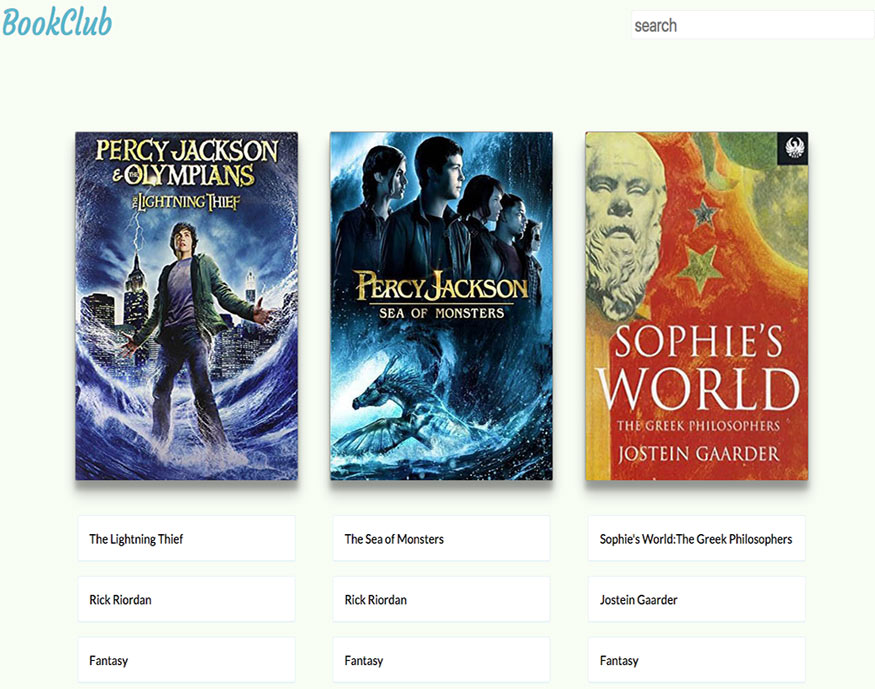 BookClub
search
PERCY JACKSON
& THE OLYMPIANS
THE LIGHTNING THIEF
PERCY JACKSON
SEA OF MONSTERS
SOPHIE'S
WORLD
THE GREEK PHILOSOPHERS
JOSTEIN GAARDER
The Lightning Thief
The Sea of Monsters
Sophie's World:The Greek Philosophers
Rick Riordan
Rick Riordan
Jostein Gaarder
Fantasy
Fantasy
Fantasy